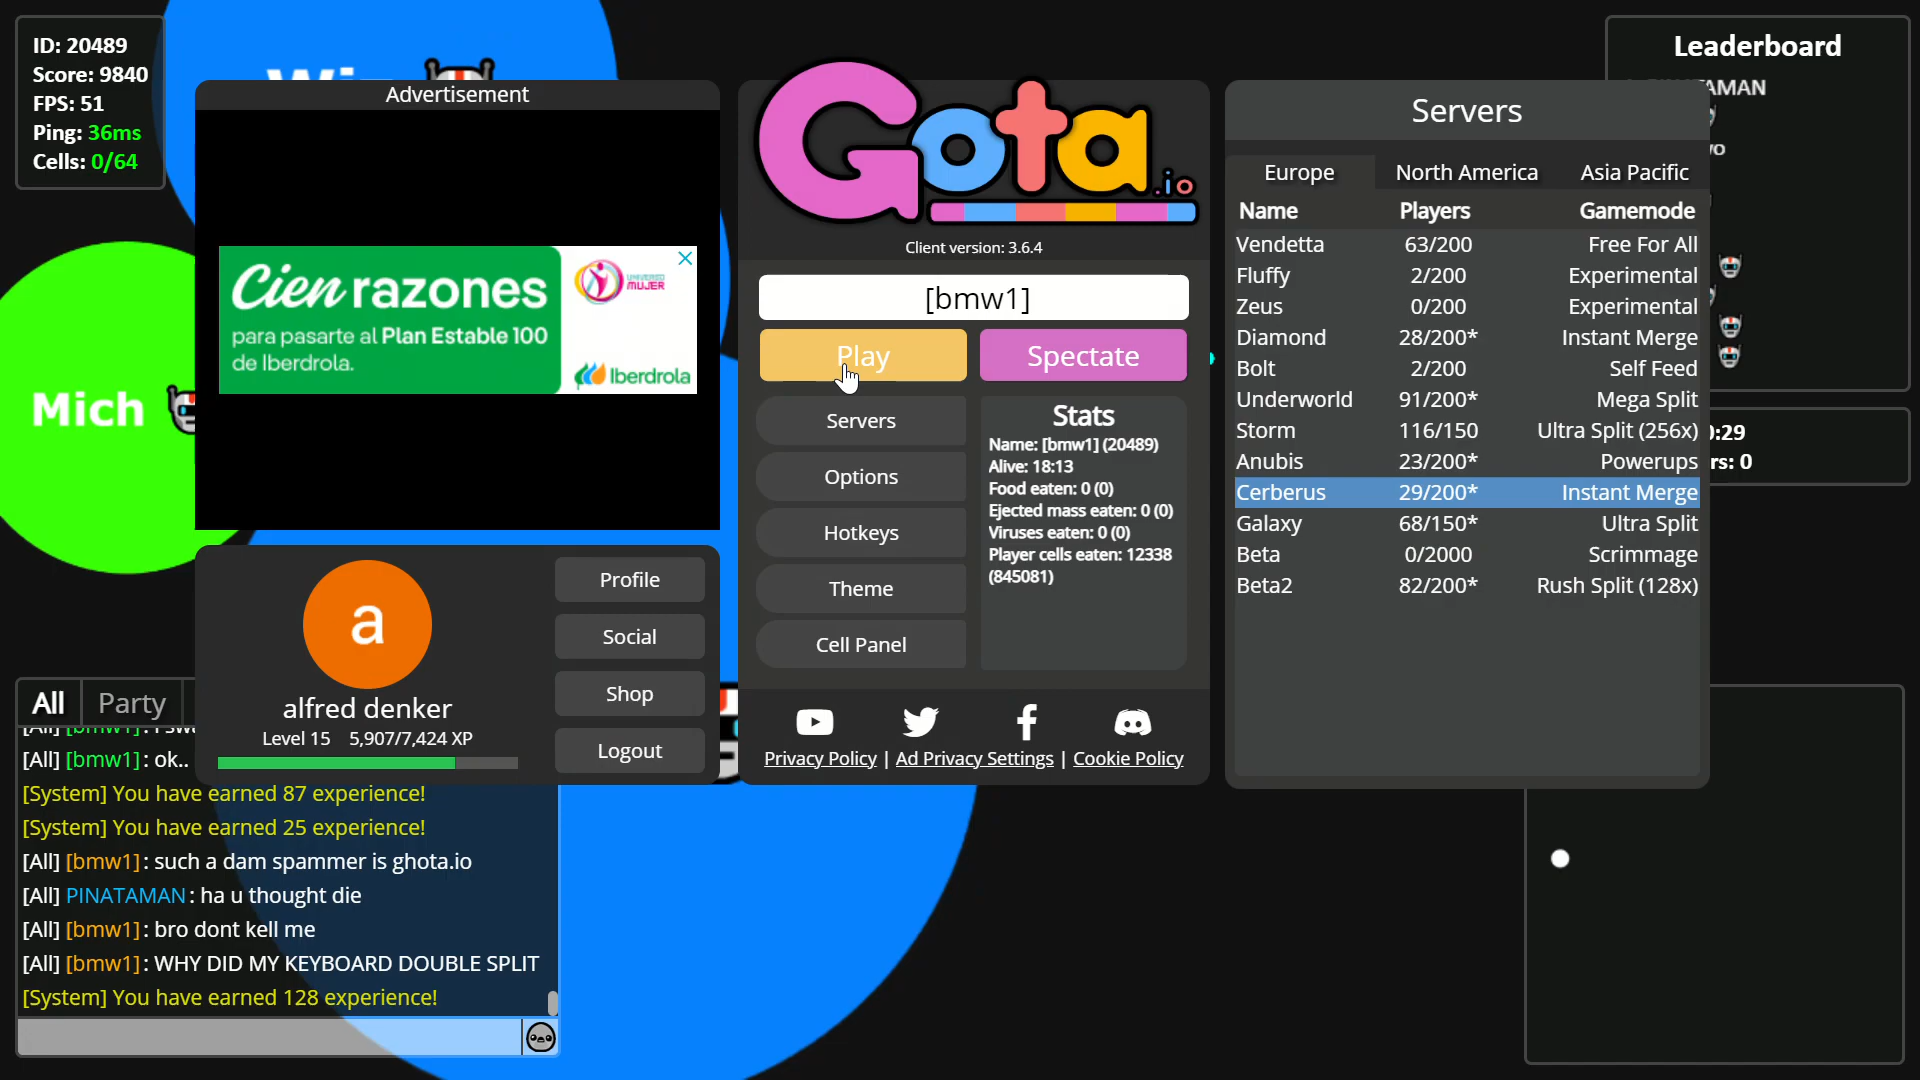 ID: 20489
Score: 9840
FPS: 51
Ping: 36ms
Cells: 0/64
Mich
Advertisement
Cien razones
para pasarte al Plan Estable 100
de Iberdrola.
UNIVERSO
MUJER
Iberdrola
a
alfred denker
Level 15 5,907/7,424 XP
Profile
Social
Shop
Logout
Gota.io
Client version: 3.6.4
[bmw1]
Play
Spectate
Servers
Options
Hotkeys
Theme
Cell Panel
Stats
Name: [bmw1] (20489)
Alive: 18:13
Food eaten: 0 (0)
Ejected mass eaten: 0 (0)
Viruses eaten: 0 (0)
Player cells eaten: 12338
(845081)
Privacy Policy | Ad Privacy Settings | Cookie Policy
Servers
Europe North America Asia Pacific
Name Players Gamemode
Vendetta 63/200 Free For All
Fluffy 2/200 Experimental
Zeus 0/200 Experimental
Diamond 28/200* Instant Merge
Bolt 2/200 Self Feed
Underworld 91/200* Mega Split
Storm 116/150 Ultra Split (256x)
Anubis 23/200* Powerups
Cerberus 29/200* Instant Merge
Galaxy 68/150* Ultra Split
Beta 0/2000 Scrimmage
Beta2 82/200* Rush Split (128x)
Leaderboard
AMAN
:29
rs: 0
All Party
[All] [bmw1]: ok..
[System] You have earned 87 experience!
[System] You have earned 25 experience!
[All] [bmw1]: such a dam spammer is ghota.io
[All] PINATAMAN: ha u thought die
[All] [bmw1]: bro dont kell me
[All] [bmw1]: WHY DID MY KEYBOARD DOUBLE SPLIT
[System] You have earned 128 experience!